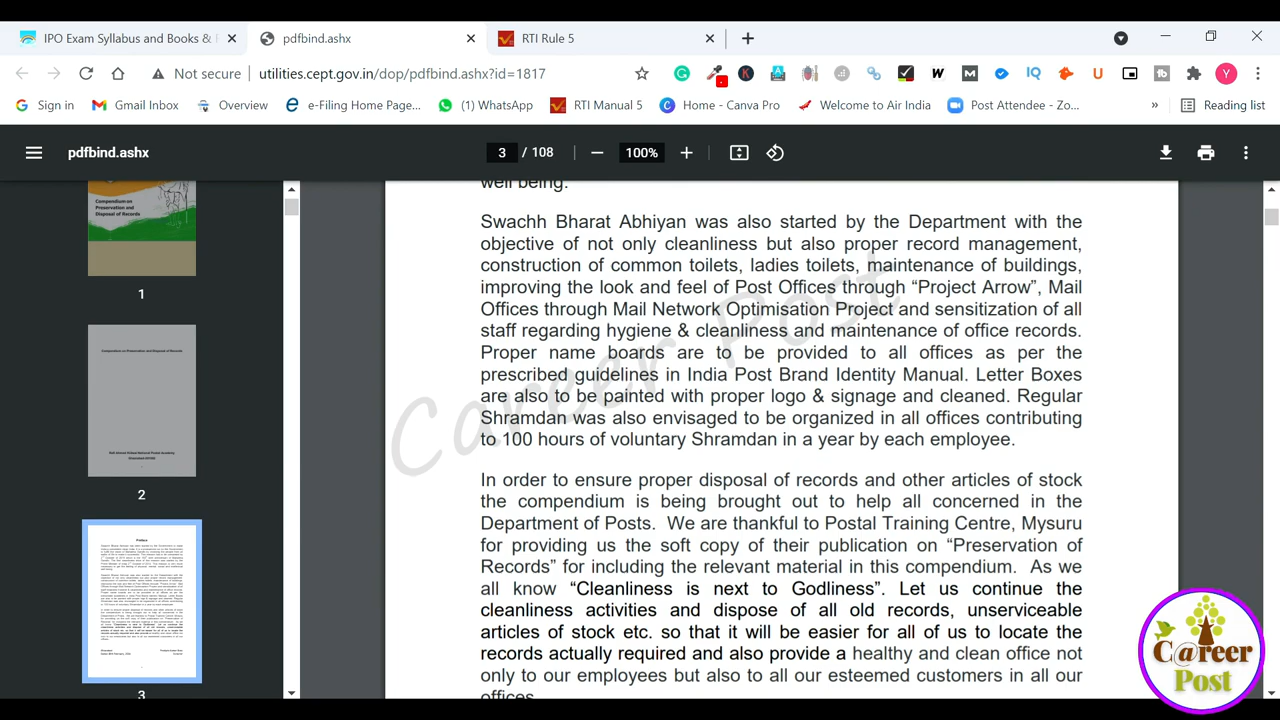 IPO Exam Syllabus and Books &
pdfbind.ashx
RTI Rule 5
Not secure
utilities.cept.gov.in/dop/pdfbind.ashx?id=1817
Sign in
Gmail Inbox
Overview
e-Filing Home Page...
(1) WhatsApp
RTI Manual 5
Home - Canva Pro
Welcome to Air India
Post Attendee - Zo...
Reading list
pdfbind.ashx
3 / 108
100%
Compendium on
Preservation and
Disposal of Records
1
Compendium on Preservation and Disposal of Records
2
Preface
3
well being.
Swachh Bharat Abhiyan was also started by the Department with the
objective of not only cleanliness but also proper record management,
construction of common toilets, ladies toilets, maintenance of buildings,
improving the look and feel of Post Offices through “Project Arrow”, Mail
Offices through Mail Network Optimisation Project and sensitization of all
staff regarding hygiene & cleanliness and maintenance of office records.
Proper name boards are to be provided to all offices as per the
prescribed guidelines in India Post Brand Identity Manual. Letter Boxes
are also to be painted with proper logo & signage and cleaned. Regular
Shramdan was also envisaged to be organized in all offices contributing
to 100 hours of voluntary Shramdan in a year by each employee.
In order to ensure proper disposal of records and other articles of stock
the compendium is being brought out to help all concerned in the
Department of Posts. We are thankful to Postal Training Centre, Mysuru
for providing us the soft copy of their publication on “Preservation of
Records” for including the relevant material in this compendium. As we
all know “Cleanliness is next to Godliness”. Let us continue the
cleanliness activities and dispose of all old records, unserviceable
articles of stock etc. so that it will be easier for all of us to locate the
records actually required and also provide a healthy and clean office not
only to our employees but also to all our esteemed customers in all our
offices.
Career Post
C@reer
Post